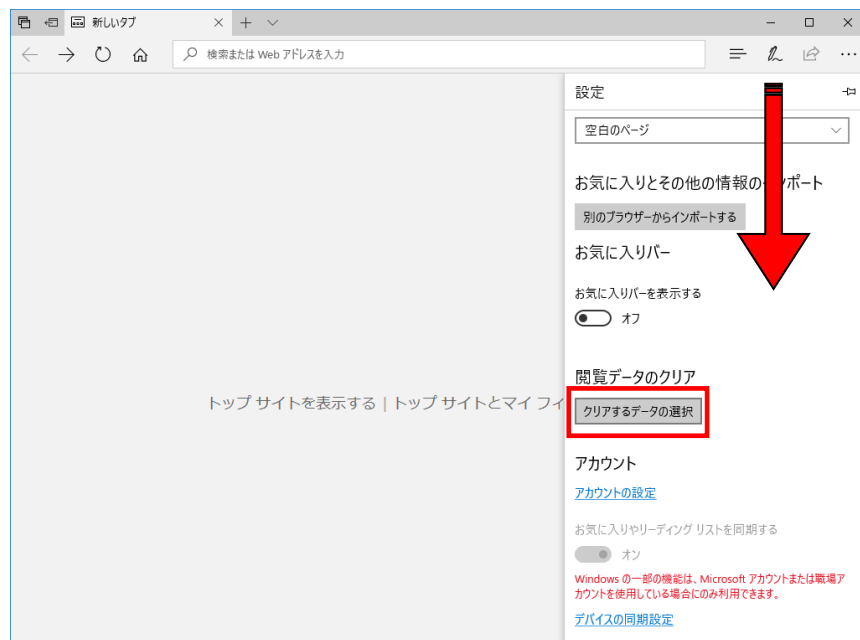 新しいタブ
検索または Web アドレスを入力
設定
空白のページ
お気に入りとその他の情報の
ンポート
別のブラウザーからインポートする
お気に入りバー
お気に入りバーを表示する
オフ
閲覧データのクリア
トップ サイトを表示する | トップ サイトとマイ フィ
クリアするデータの選択
アカウント
アカウントの設定
お気に入りやリーディング リストを同期する
オン
Windows の一部の機能は、Microsoft アカウントまたは職場ア
カウントを使用している場合にのみ利用できます。
デバイスの同期設定